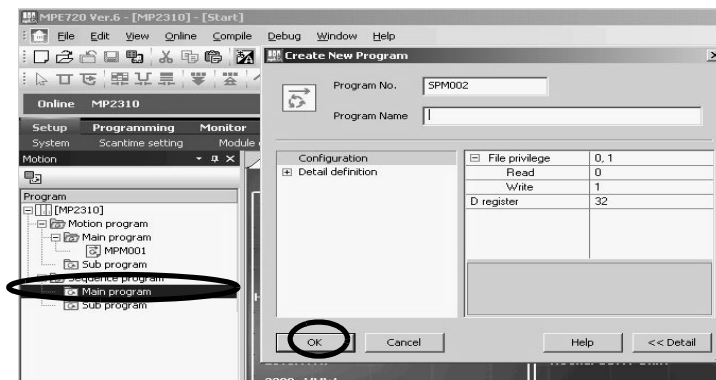 MPE720 Ver.6 - [MP2310] - [Start]
File Edit View Online Compile Debug Window Help
Online MP2310
Setup Programming Monitor
System Scantime setting Module
Motion
Program
[MP2310]
Motion program
Main program
MPM001
Sub program
Sequence program
Main program
Sub program
Create New Program
Program No. SPM002
Program Name
Configuration
Detail definition
File privilege 0, 1
Read 0
Write 1
D register 32
OK Cancel Help << Detail